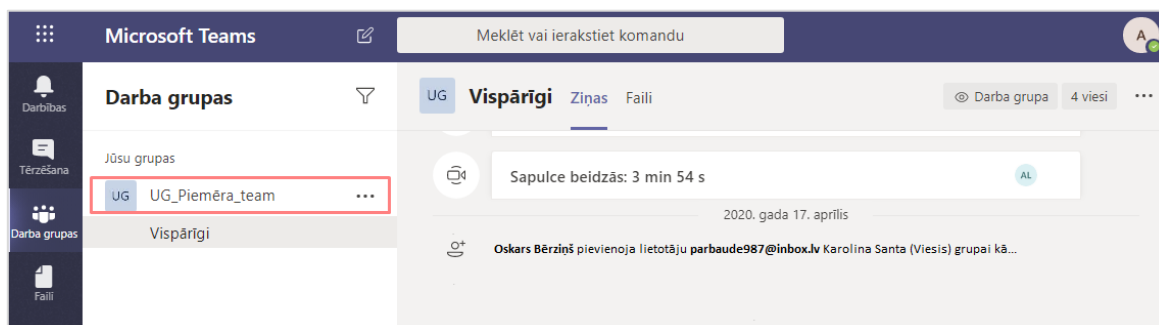 Microsoft Teams
Meklēt vai ierakstiet komandu
A
Darbības
Tērzēšana
Darba grupas
Faili
Darba grupas
Jūsu grupas
UG UG_Piemēra_team ...
Vispārīgi
UG Vispārīgi Ziņas Faili
Darba grupa 4 viesi ...
Sapulce beidzās: 3 min 54 s AL
2020. gada 17. aprīlis
Oskars Bērziņš pievienoja lietotāju parbaude987@inbox.lv Karolina Santa (Viesis) grupai kā...